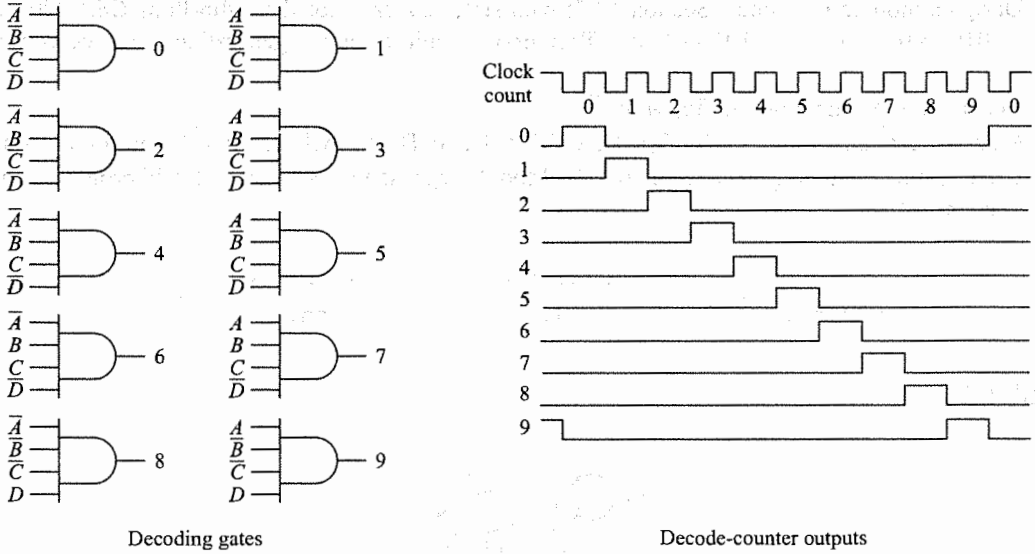 A̅
B̅
C̅
D̅
0
A
B̅
C̅
D̅
1
A̅
B
C̅
D̅
2
A
B
C̅
D̅
3
A̅
B̅
C
D̅
4
A
B̅
C
D̅
5
A̅
B
C
D̅
6
A
B
C
D̅
7
A̅
B̅
C̅
D
8
A
B̅
C̅
D
9
Decoding gates
Clock
count
0 1 2 3 4 5 6 7 8 9 0
0
1
2
3
4
5
6
7
8
9
Decode-counter outputs